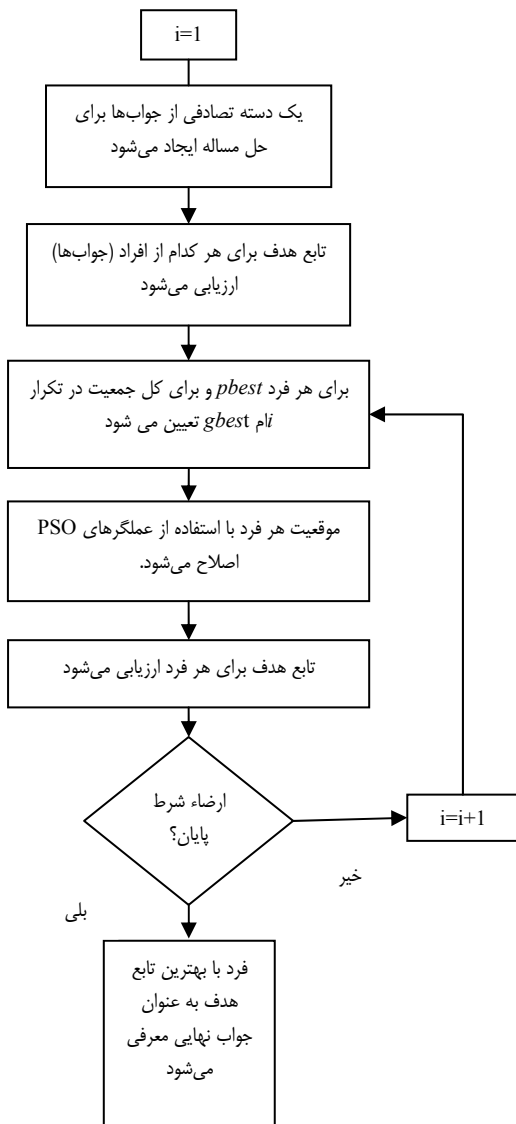 i=1
یک دسته تصادفی از جواب‌ها برای
حل مساله ایجاد می‌شود
تابع هدف برای هر کدام از افراد (جواب‌ها)
ارزیابی می‌شود
برای هر فرد pbest و برای کل جمعیت در تکرار
iام gbest تعیین می شود
موقعیت هر فرد با استفاده از عملگرهای PSO
اصلاح می‌شود.
تابع هدف برای هر فرد ارزیابی می‌شود
ارضاء شرط
پایان؟
i=i+1
خیر
بلی
فرد با بهترین تابع
هدف به عنوان
جواب نهایی معرفی
می‌شود